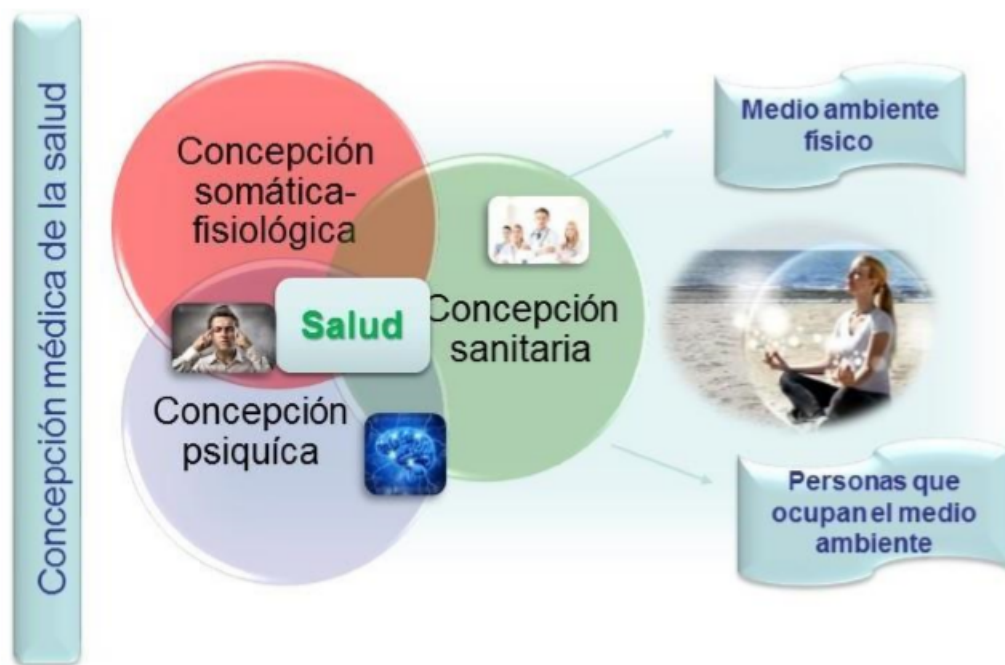 Concepción médica de la salud
Concepción
somática-
fisiológica
Salud
Concepción
sanitaria
Concepción
psiquíca
Medio ambiente
físico
Personas que
ocupan el medio
ambiente